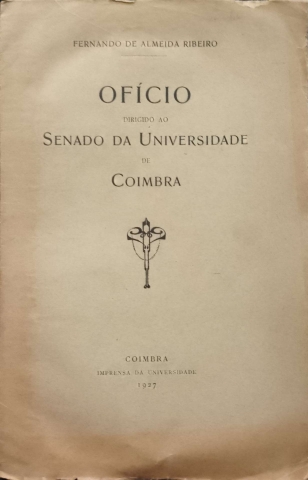 FERNANDO DE ALMEIDA RIBEIRO
OFÍCIO
DIRIGIDO AO
SENADO DA UNIVERSIDADE
DE
COIMBRA
COIMBRA
IMPRENSA DA UNIVERSIDADE
1927